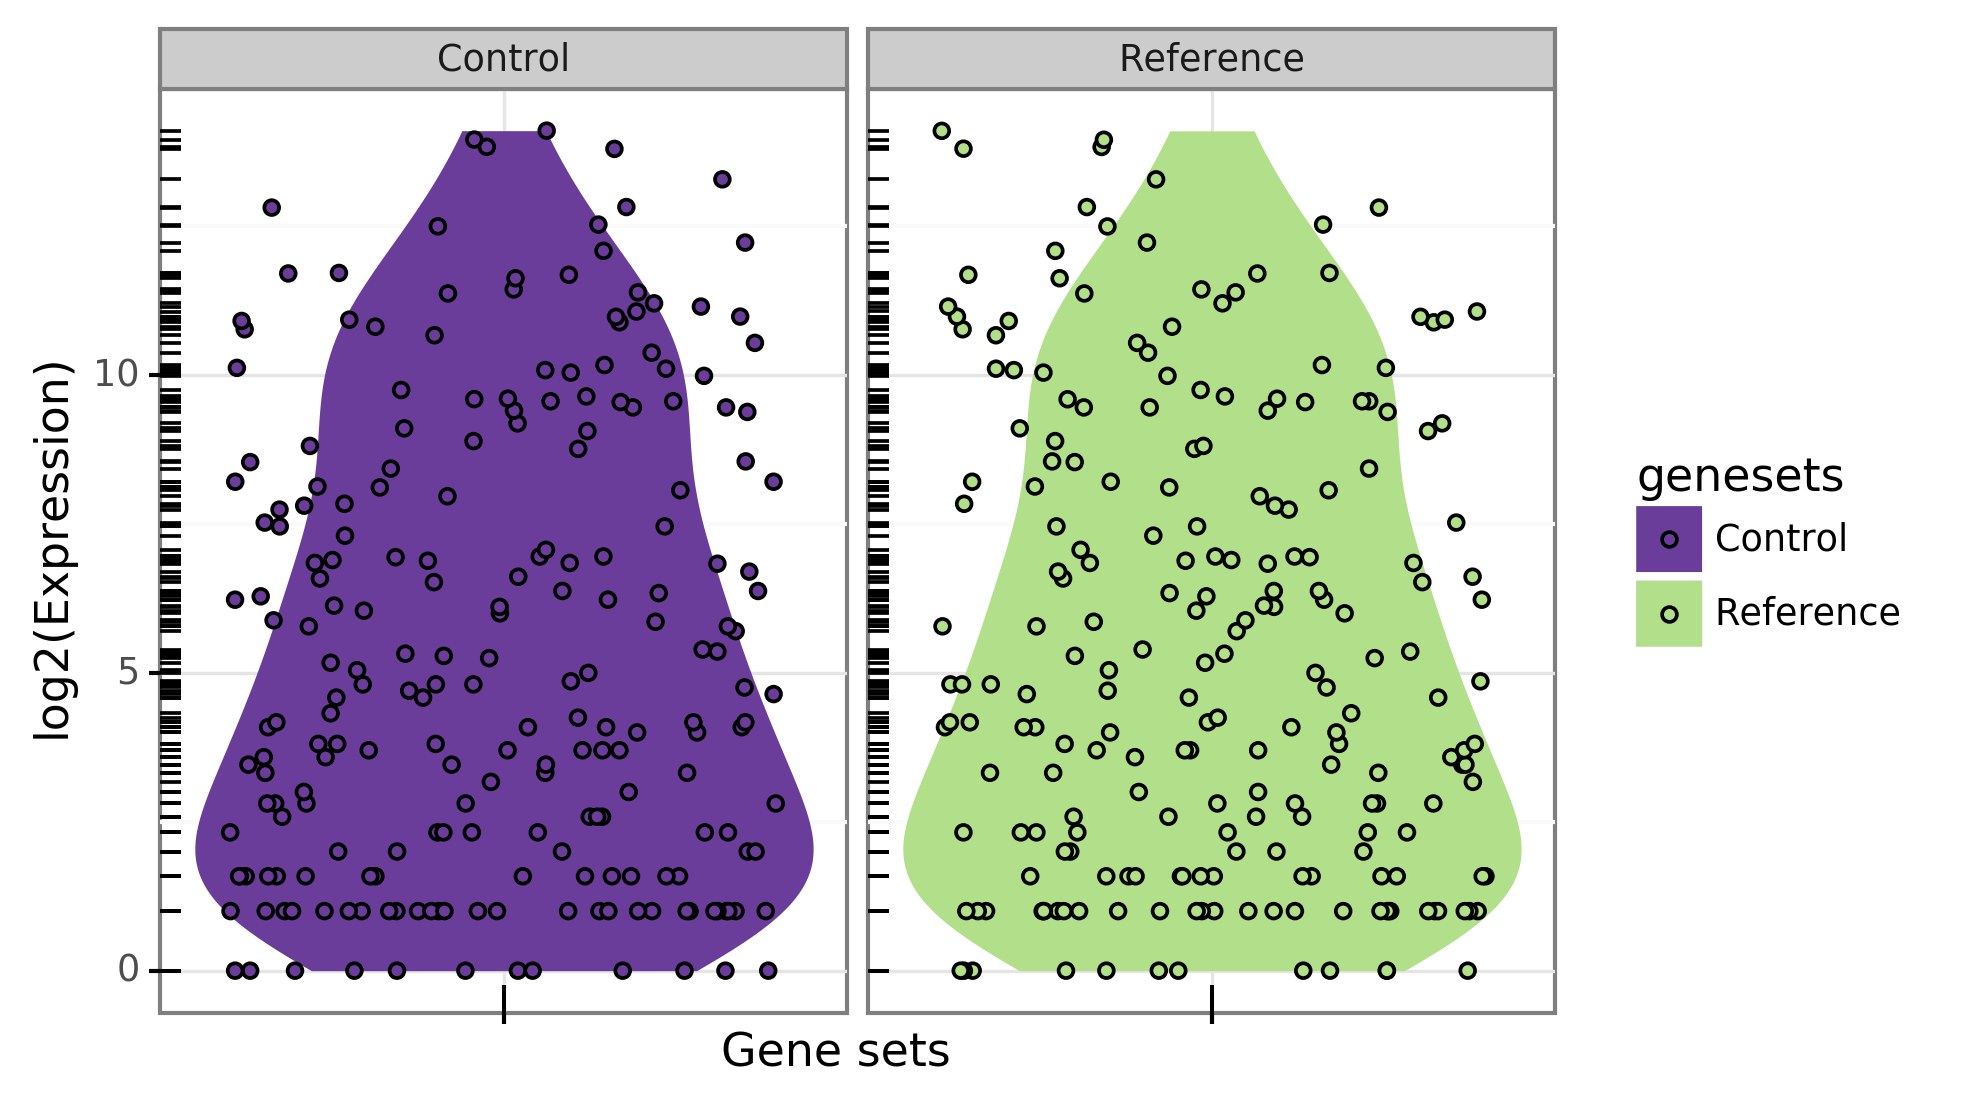 Control
Reference
log2(Expression)
10
5
0
Gene sets
genesets
Control
Reference